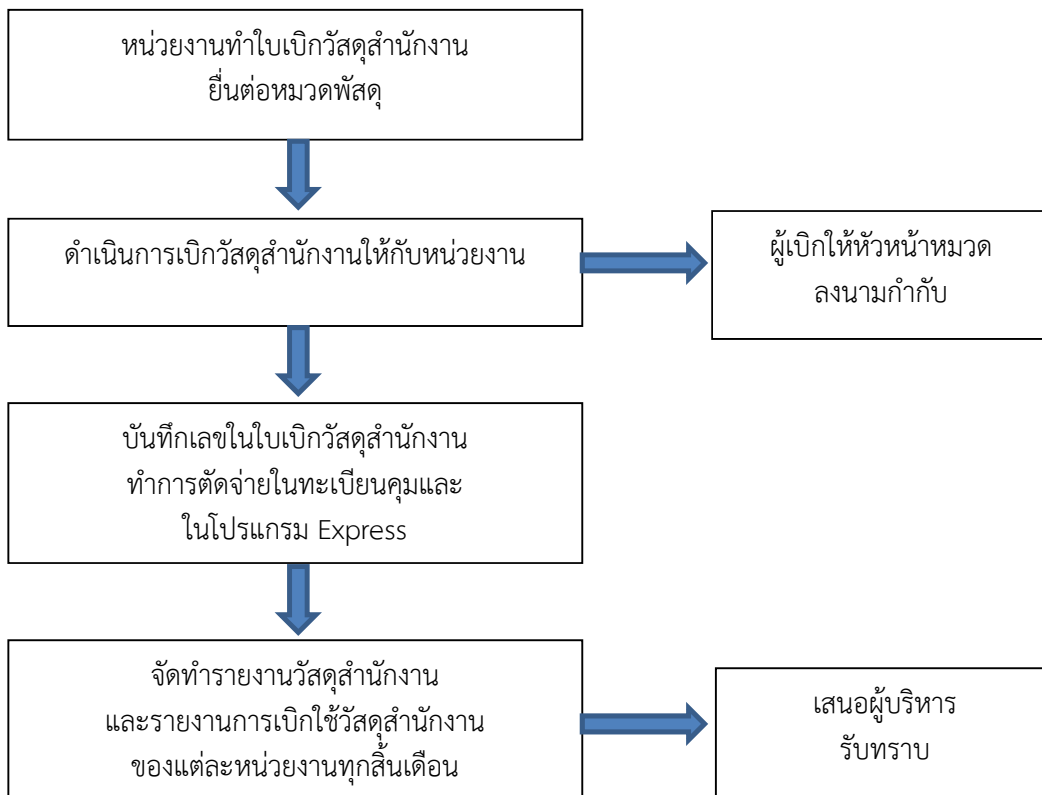 หน่วยงานทำใบเบิกวัสดุสำนักงาน
ยื่นต่อหมวดพัสดุ
ดำเนินการเบิกวัสดุสำนักงานให้กับหน่วยงาน
ผู้เบิกให้หัวหน้าหมวด
ลงนามกำกับ
บันทึกเลขในใบเบิกวัสดุสำนักงาน
ทำการตัดจ่ายในทะเบียนคุมและ
ในโปรแกรม Express
จัดทำรายงานวัสดุสำนักงาน
และรายงานการเบิกใช้วัสดุสำนักงาน
ของแต่ละหน่วยงานทุกสิ้นเดือน
เสนอผู้บริหาร
รับทราบ